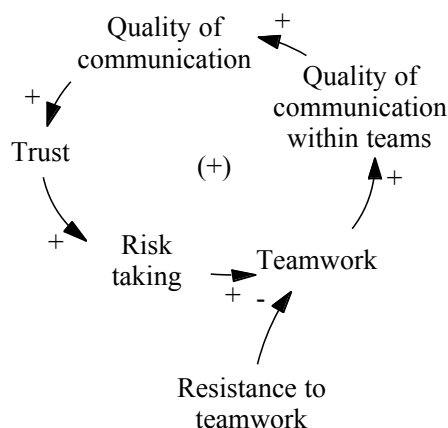 Quality of
communication
+
+
Quality of
communication
within teams
Trust
(+)
+
+
Risk
taking
Teamwork
+
-
Resistance to
teamwork